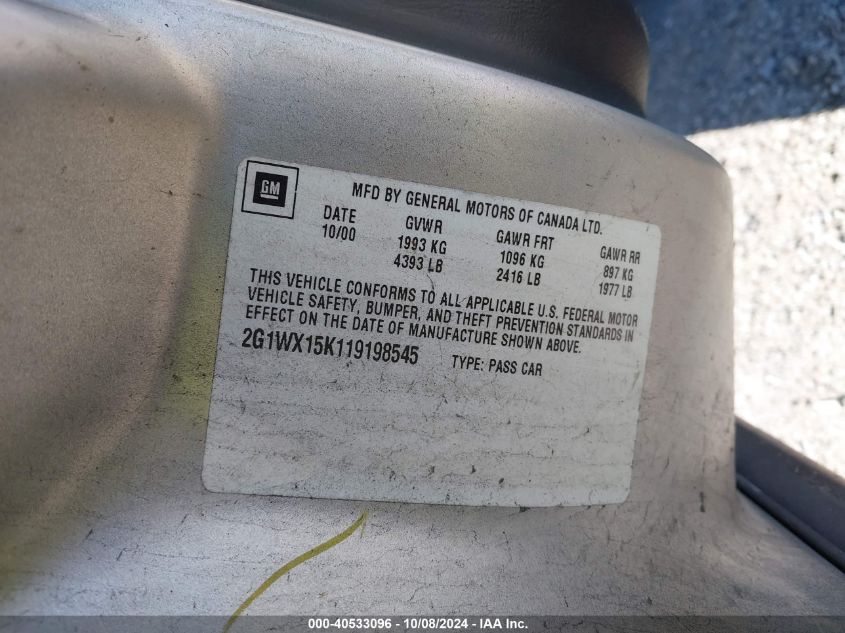 GM
MFD BY GENERAL MOTORS OF CANADA LTD.
DATE GVWR GAWR FRT GAWR RR
10/00 1993 KG 1096 KG 897 KG
4393 LB 2416 LB 1977 LB
THIS VEHICLE CONFORMS TO ALL APPLICABLE U.S. FEDERAL MOTOR
VEHICLE SAFETY, BUMPER, AND THEFT PREVENTION STANDARDS IN
EFFECT ON THE DATE OF MANUFACTURE SHOWN ABOVE.
2G1WX15K119198545 TYPE: PASS CAR
000-40533096 - 10/08/2024 - IAA Inc.